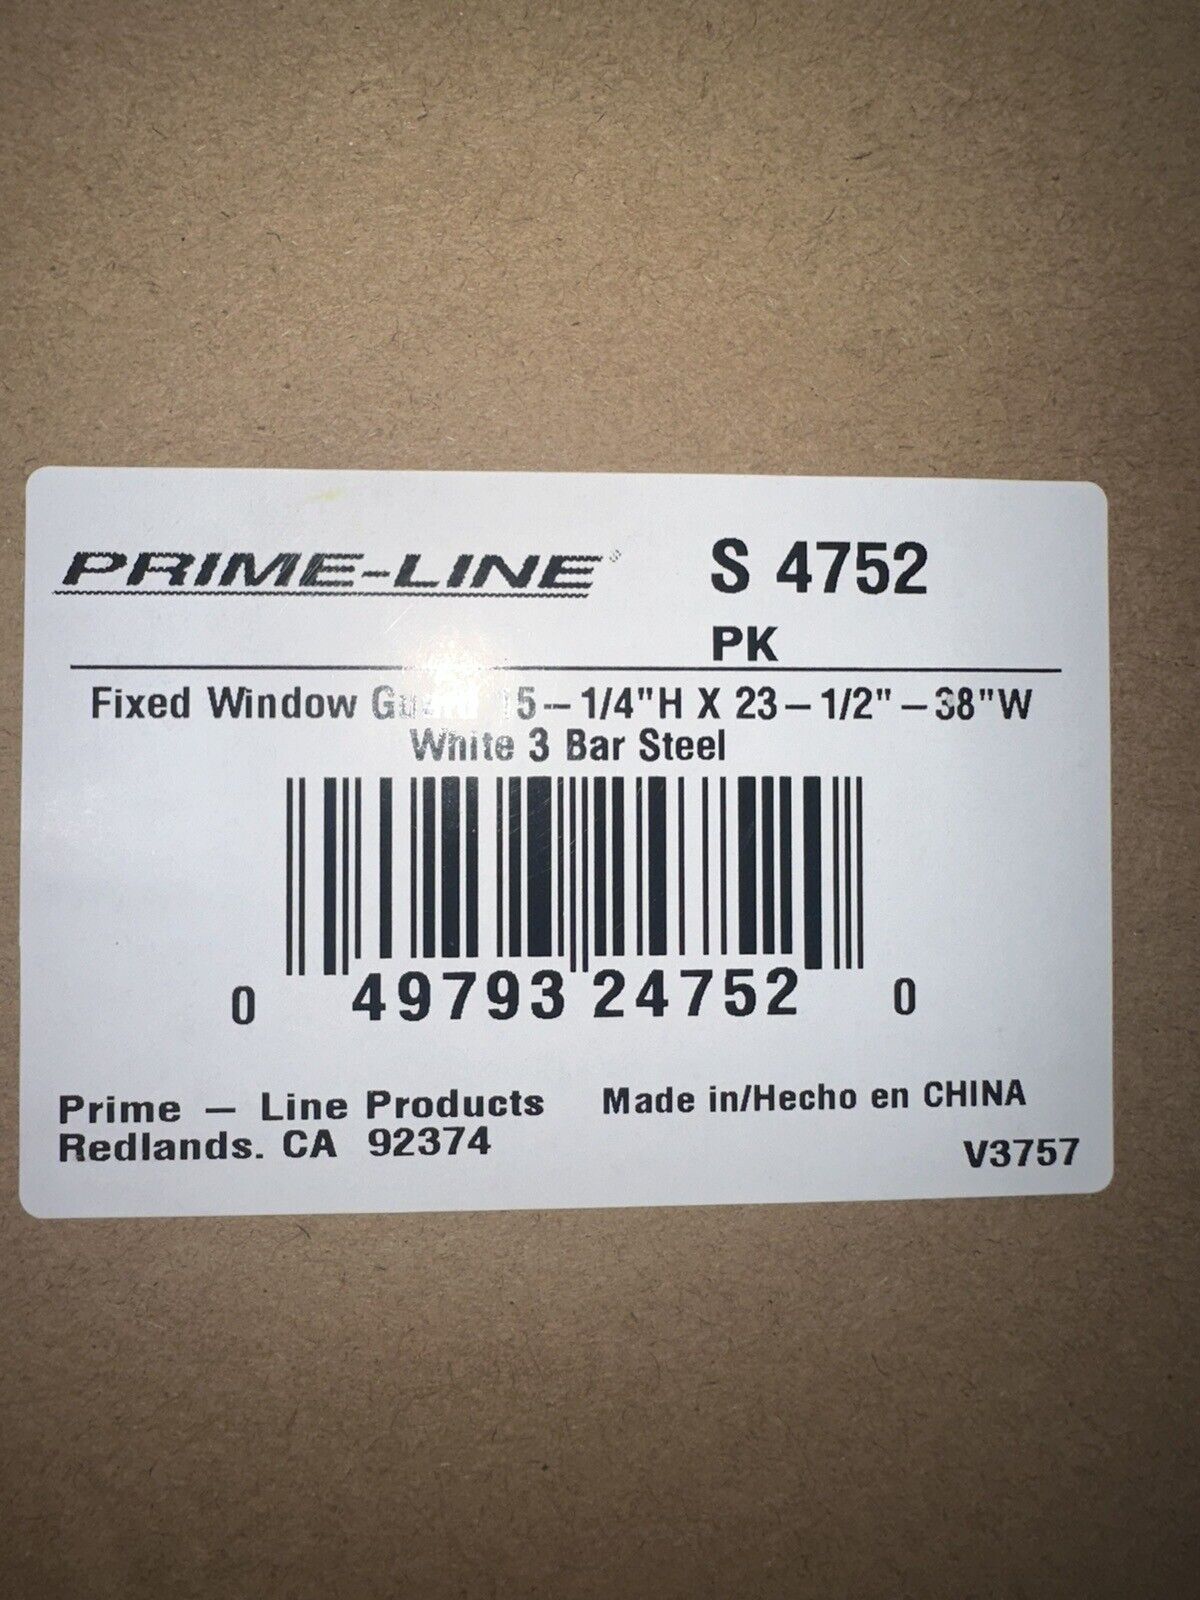 PRIME-LINE® S 4752
PK
Fixed Window Guard 15-1/4"H X 23-1/2"-38"W
White 3 Bar Steel
0 49793 24752 0
Prime - Line Products Made in/Hecho en CHINA
Redlands. CA 92374
V3757